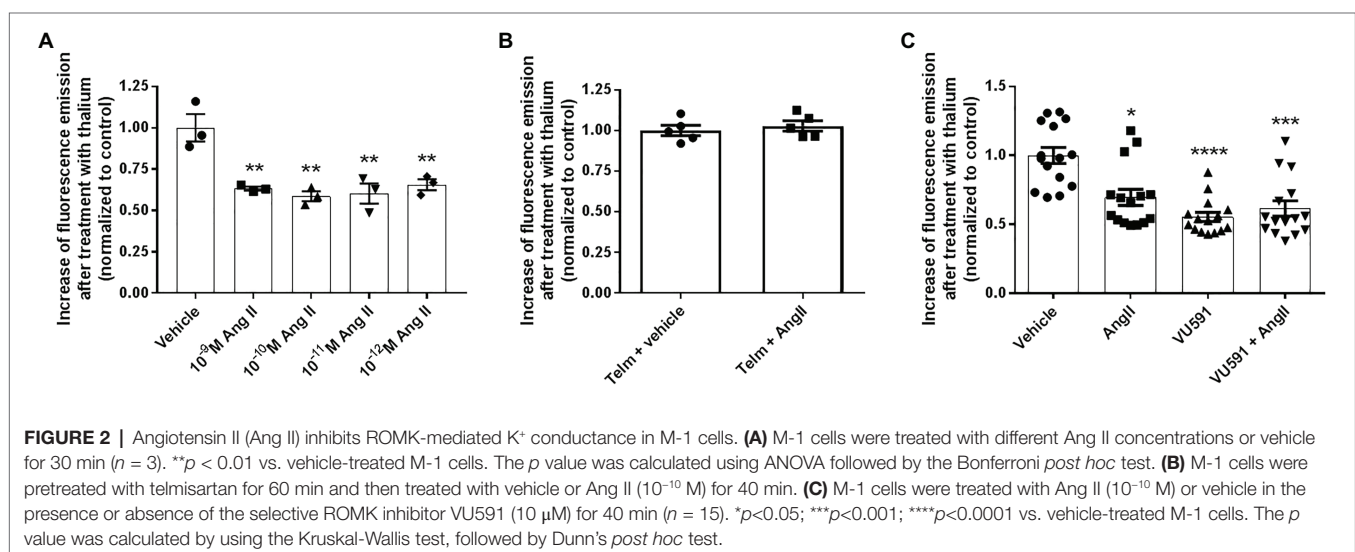 A
B
C
Increase of fluorescence emission
after treatment with thalium
(normalized to control)
1.25
1.00
0.75
0.50
0.25
0.00
**
**
**
**
Vehicle
10⁻⁹M Ang II
10⁻¹⁰M Ang II
10⁻¹¹M Ang II
10⁻¹²M Ang II
Increase of fluorescence emission
after treatment with thalium
(normalized to control)
1.25
1.00
0.75
0.50
0.25
0.00
Telm + vehicle
Telm + AngII
Increase of fluorescence emission
after treatment with thalium
(normalized to control)
1.5
1.0
0.5
0.0
*
****
***
Vehicle
AngII
VU591
VU591 + AngII
FIGURE 2 | Angiotensin II (Ang II) inhibits ROMK-mediated K⁺ conductance in M-1 cells. (A) M-1 cells were treated with different Ang II concentrations or vehicle
for 30 min (n = 3). **p < 0.01 vs. vehicle-treated M-1 cells. The p value was calculated using ANOVA followed by the Bonferroni post hoc test. (B) M-1 cells were
pretreated with telmisartan for 60 min and then treated with vehicle or Ang II (10⁻¹⁰ M) for 40 min. (C) M-1 cells were treated with Ang II (10⁻¹⁰ M) or vehicle in the
presence or absence of the selective ROMK inhibitor VU591 (10 μM) for 40 min (n = 15). *p<0.05; ***p<0.001; ****p<0.0001 vs. vehicle-treated M-1 cells. The p
value was calculated by using the Kruskal-Wallis test, followed by Dunn's post hoc test.